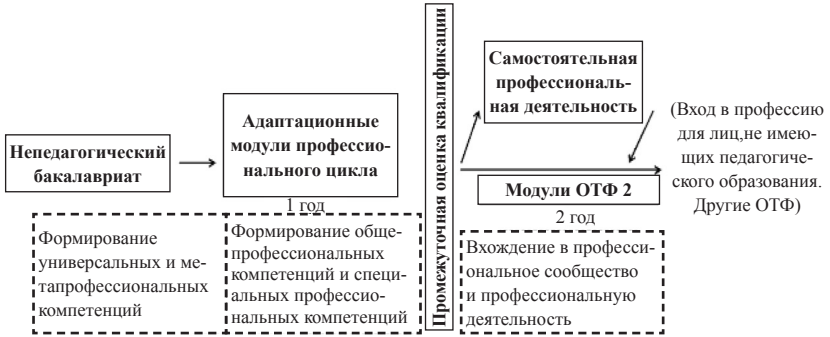 Непедагогический
бакалавриат
Адаптационные
модули профессио-
нального цикла
1 год
Формирование
универсальных и ме-
тапрофессиональных
компетенций
Формирование обще-
профессиональных
компетенций и специ-
альных профессио-
нальных компетенций
Промежуточная оценка квалификации
Самостоятельная
профессиональ-
ная деятельность
Модули ОТФ 2
2 год
Вхождение в професси-
ональное сообщество
и профессиональную
деятельность
(Вход в профессию
для лиц,не имею-
щих педагогиче-
ского образования.
Другие ОТФ)